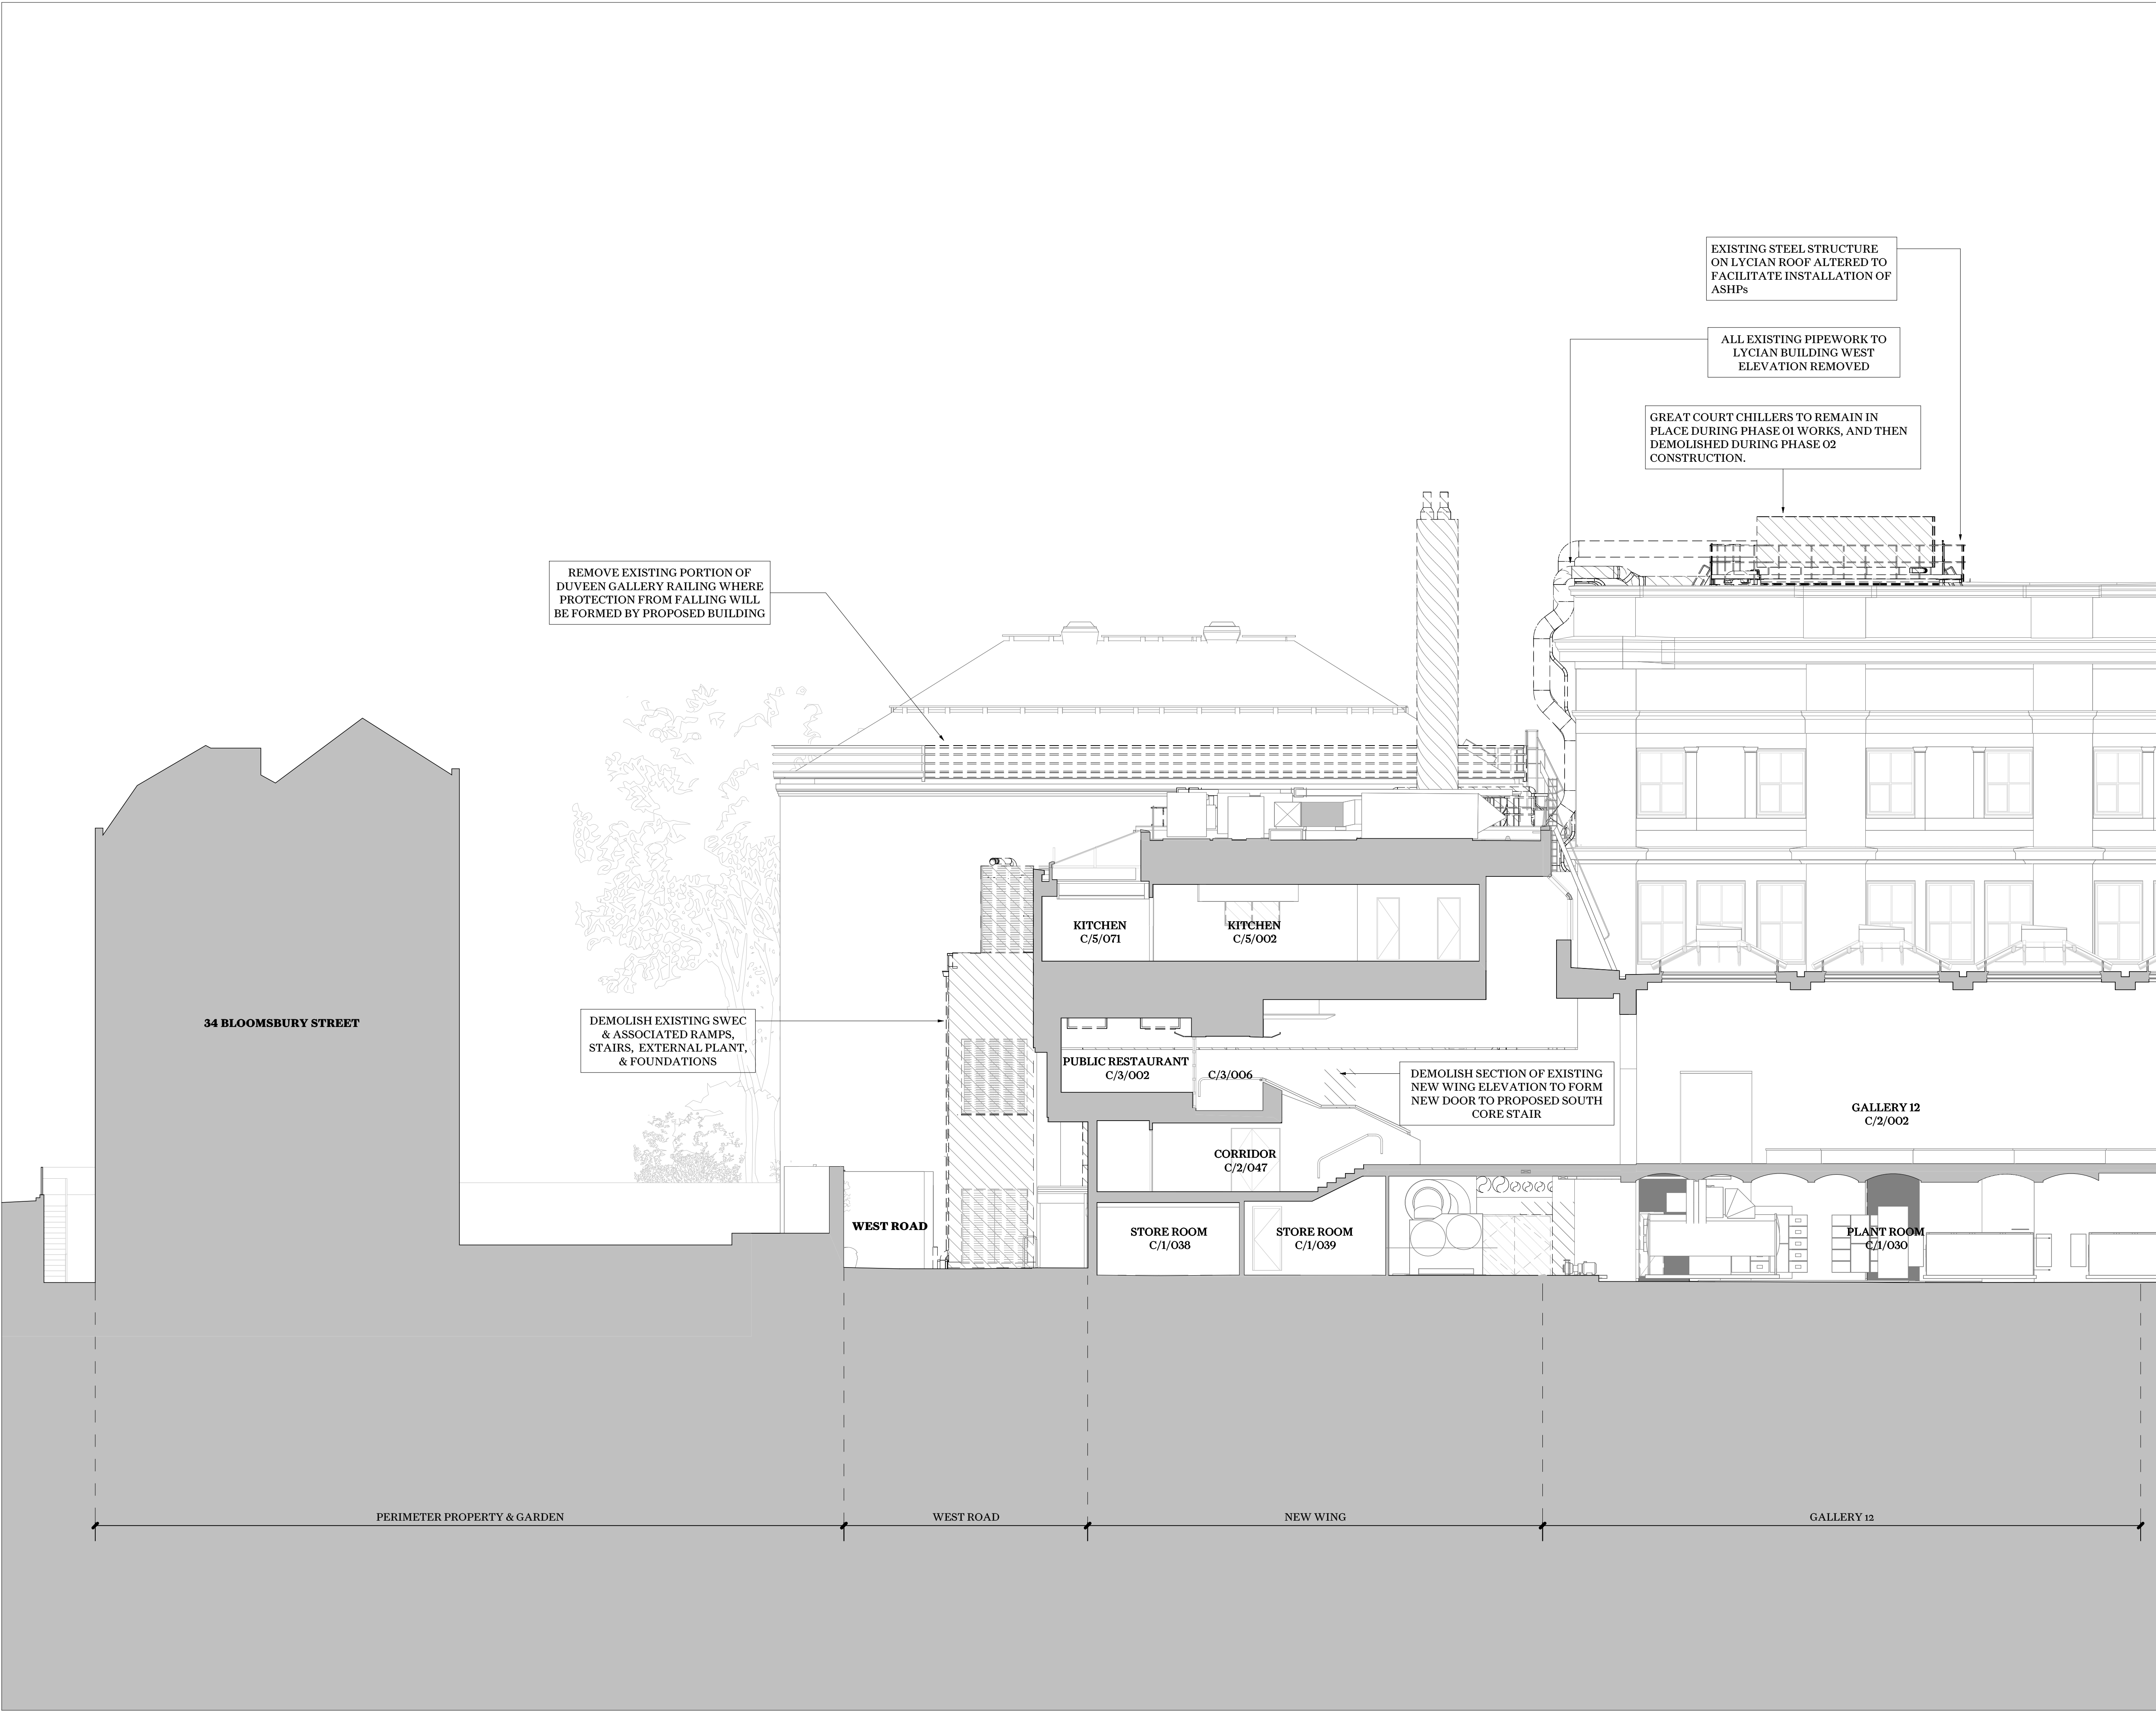 EXISTING STEEL STRUCTURE
ON LYCIAN ROOF ALTERED TO
FACILITATE INSTALLATION OF
ASHPs
ALL EXISTING PIPEWORK TO
LYCIAN BUILDING WEST
ELEVATION REMOVED
GREAT COURT CHILLERS TO REMAIN IN
PLACE DURING PHASE 01 WORKS, AND THEN
DEMOLISHED DURING PHASE 02
CONSTRUCTION.
REMOVE EXISTING PORTION OF
DUVEEN GALLERY RAILING WHERE
PROTECTION FROM FALLING WILL
BE FORMED BY PROPOSED BUILDING
KITCHEN
C/5/071
KITCHEN
C/5/002
34 BLOOMSBURY STREET
DEMOLISH EXISTING SWEC
& ASSOCIATED RAMPS,
STAIRS, EXTERNAL PLANT,
& FOUNDATIONS
PUBLIC RESTAURANT
C/3/002
C/3/006
DEMOLISH SECTION OF EXISTING
NEW WING ELEVATION TO FORM
NEW DOOR TO PROPOSED SOUTH
CORE STAIR
GALLERY 12
C/2/002
CORRIDOR
C/2/047
WEST ROAD
STORE ROOM
C/1/038
STORE ROOM
C/1/039
PLANT ROOM
C/1/030
PERIMETER PROPERTY & GARDEN
WEST ROAD
NEW WING
GALLERY 12